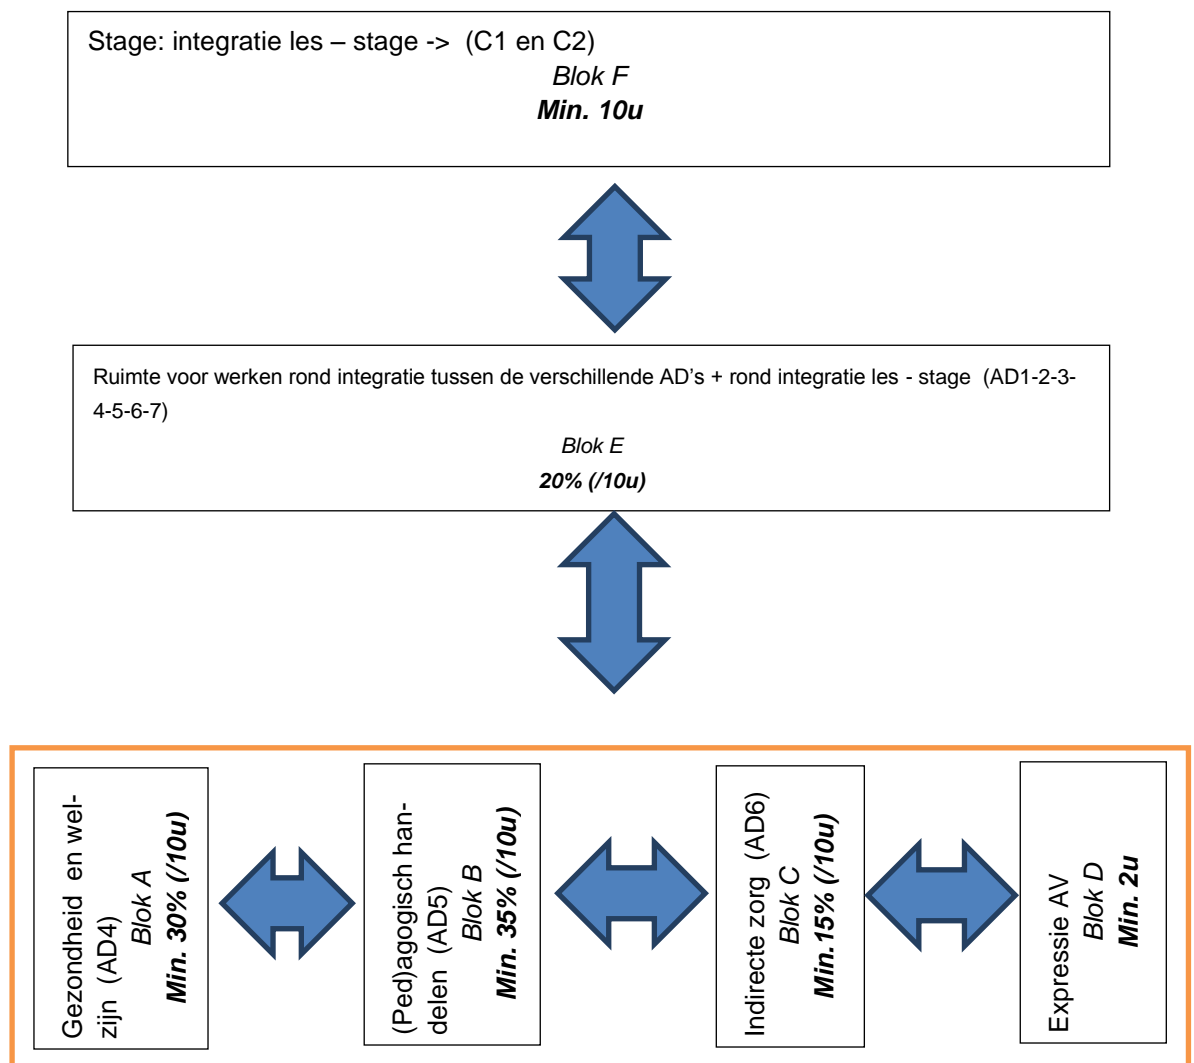 Stage: integratie les – stage -> (C1 en C2)
Blok F
Min. 10u
Ruimte voor werken rond integratie tussen de verschillende AD's + rond integratie les - stage (AD1-2-3-
4-5-6-7)
Blok E
20% (/10u)
Gezondheid en wel-
zijn (AD4)
Blok A
Min. 30% (/10u)
(Ped)agogisch han-
delen (AD5)
Blok B
Min. 35% (/10u)
Indirecte zorg (AD6)
Blok C
Min.15% (/10u)
Expressie AV
Blok D
Min. 2u